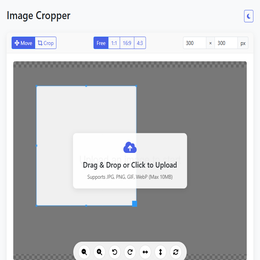 Image Cropper
Move Crop Free 1:1 16:9 4:3 300 × 300 px
Drag & Drop or Click to Upload
Supports JPG, PNG, GIF, WebP (Max 10MB)